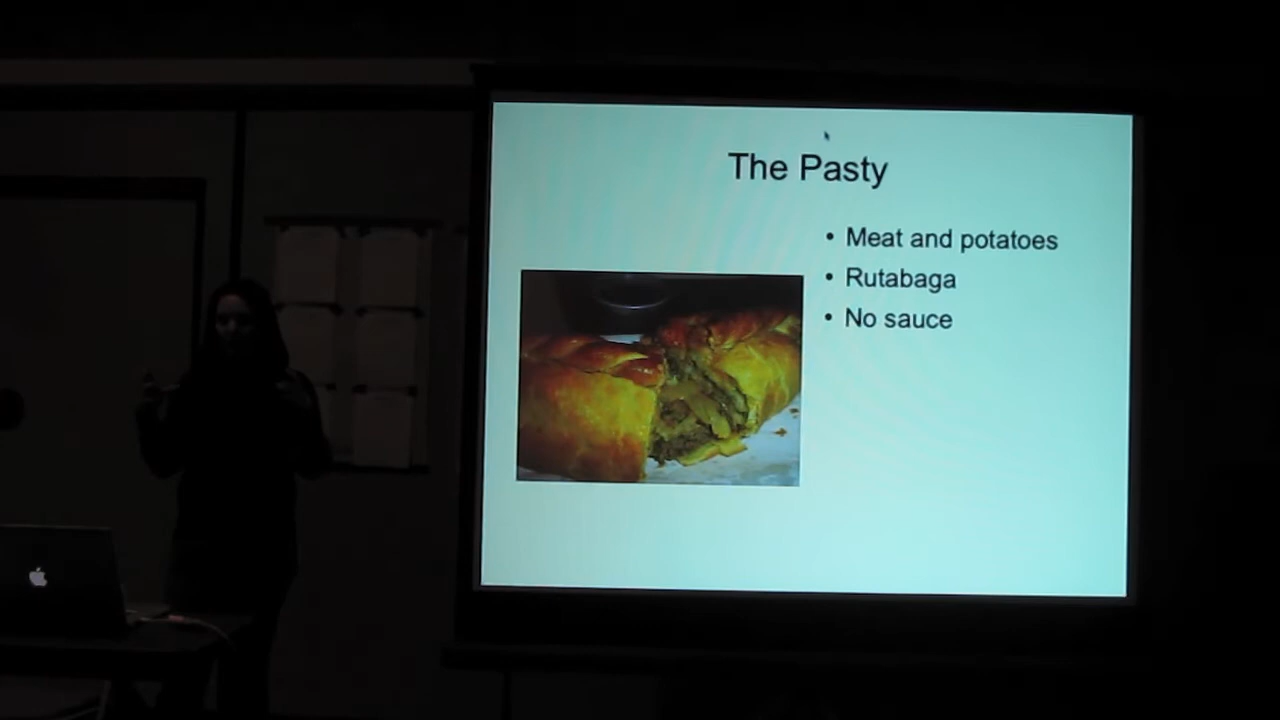 The Pasty
• Meat and potatoes
• Rutabaga
• No sauce